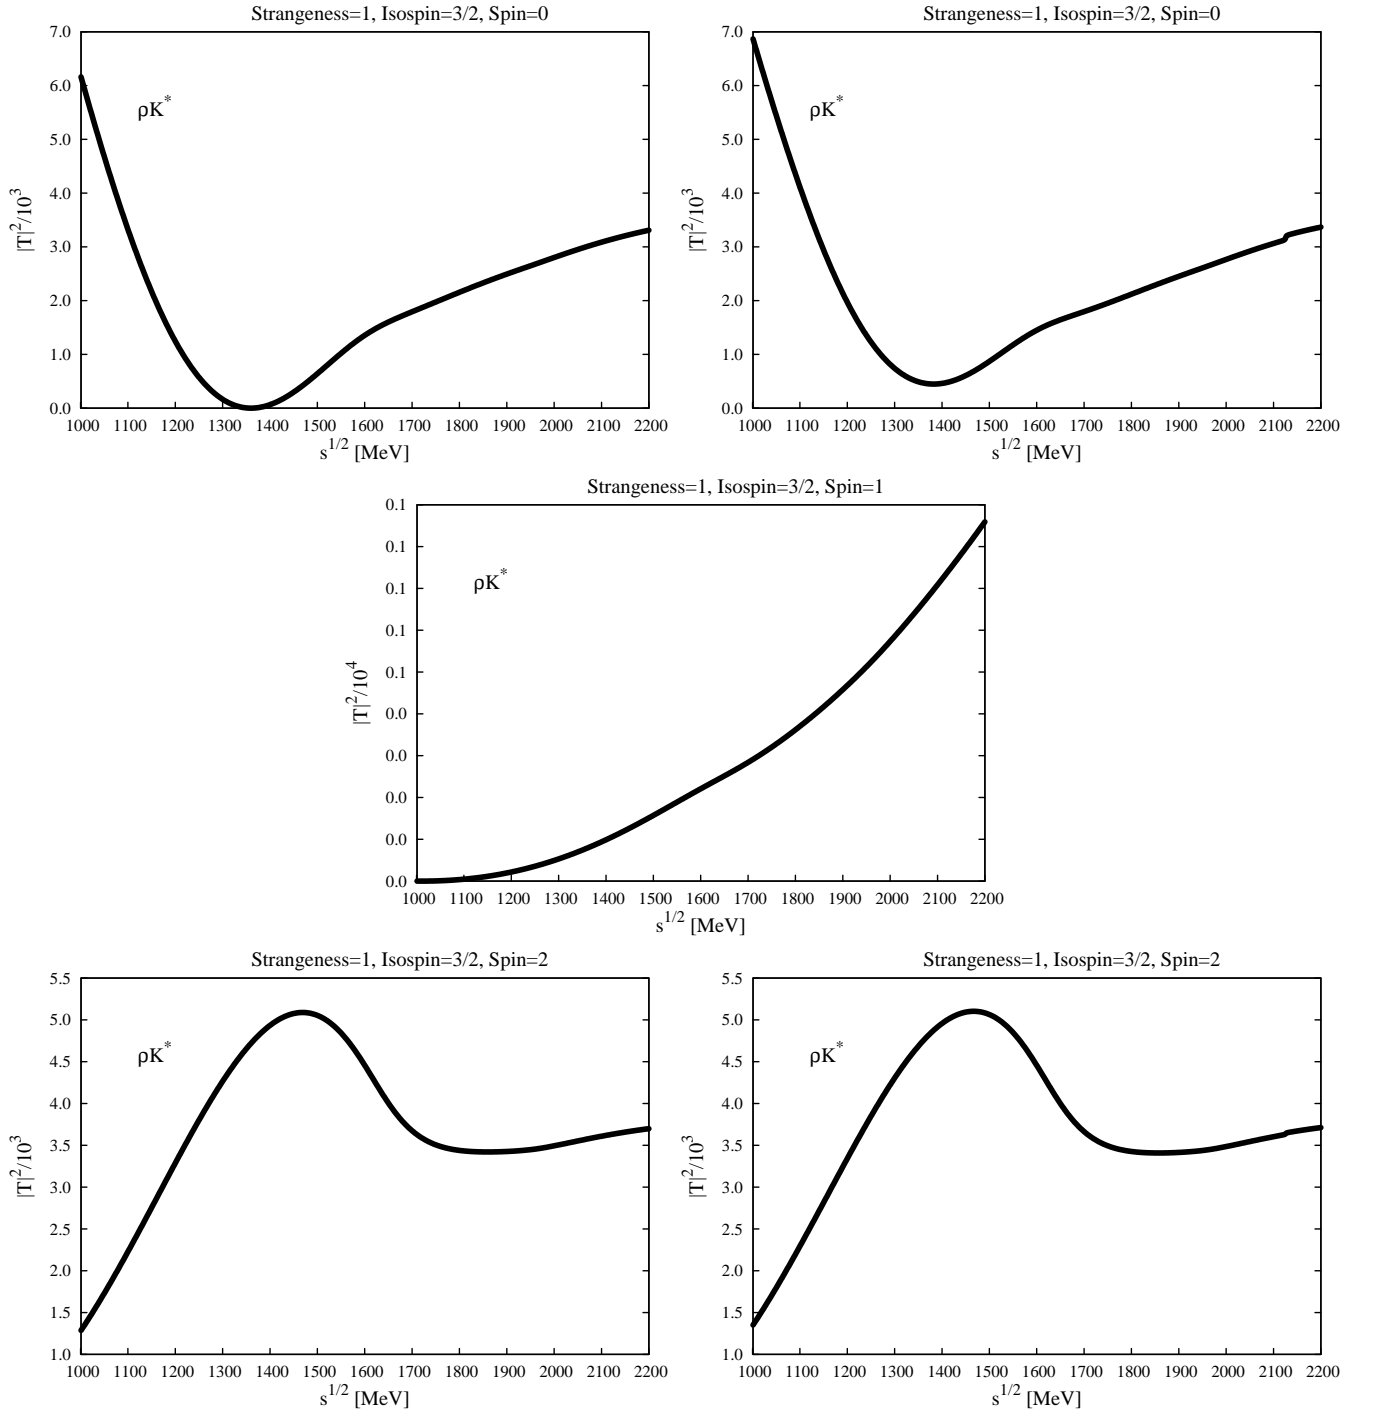 Strangeness=1, Isospin=3/2, Spin=0
7.0
6.0
5.0
4.0
3.0
2.0
1.0
0.0
|T|²/10³
ρK*
1000 1100 1200 1300 1400 1500 1600 1700 1800 1900 2000 2100 2200
s^{1/2} [MeV]
Strangeness=1, Isospin=3/2, Spin=0
7.0
6.0
5.0
4.0
3.0
2.0
1.0
0.0
|T|²/10³
ρK*
1000 1100 1200 1300 1400 1500 1600 1700 1800 1900 2000 2100 2200
s^{1/2} [MeV]
Strangeness=1, Isospin=3/2, Spin=1
0.1
0.1
0.1
0.1
0.1
0.0
0.0
0.0
0.0
0.0
|T|²/10⁴
ρK*
1000 1100 1200 1300 1400 1500 1600 1700 1800 1900 2000 2100 2200
s^{1/2} [MeV]
Strangeness=1, Isospin=3/2, Spin=2
5.5
5.0
4.5
4.0
3.5
3.0
2.5
2.0
1.5
1.0
|T|²/10³
ρK*
1000 1100 1200 1300 1400 1500 1600 1700 1800 1900 2000 2100 2200
s^{1/2} [MeV]
Strangeness=1, Isospin=3/2, Spin=2
5.5
5.0
4.5
4.0
3.5
3.0
2.5
2.0
1.5
1.0
|T|²/10³
ρK*
1000 1100 1200 1300 1400 1500 1600 1700 1800 1900 2000 2100 2200
s^{1/2} [MeV]